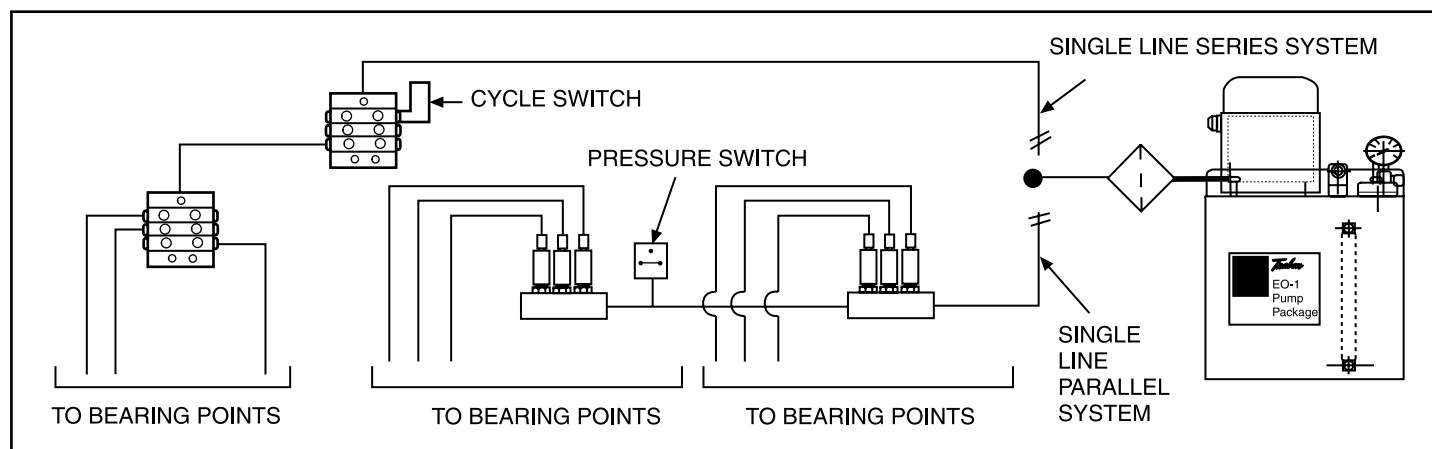 SINGLE LINE SERIES SYSTEM
CYCLE SWITCH
PRESSURE SWITCH
EO-1
Pump
Package
SINGLE
LINE
PARALLEL
SYSTEM
TO BEARING POINTS
TO BEARING POINTS
TO BEARING POINTS